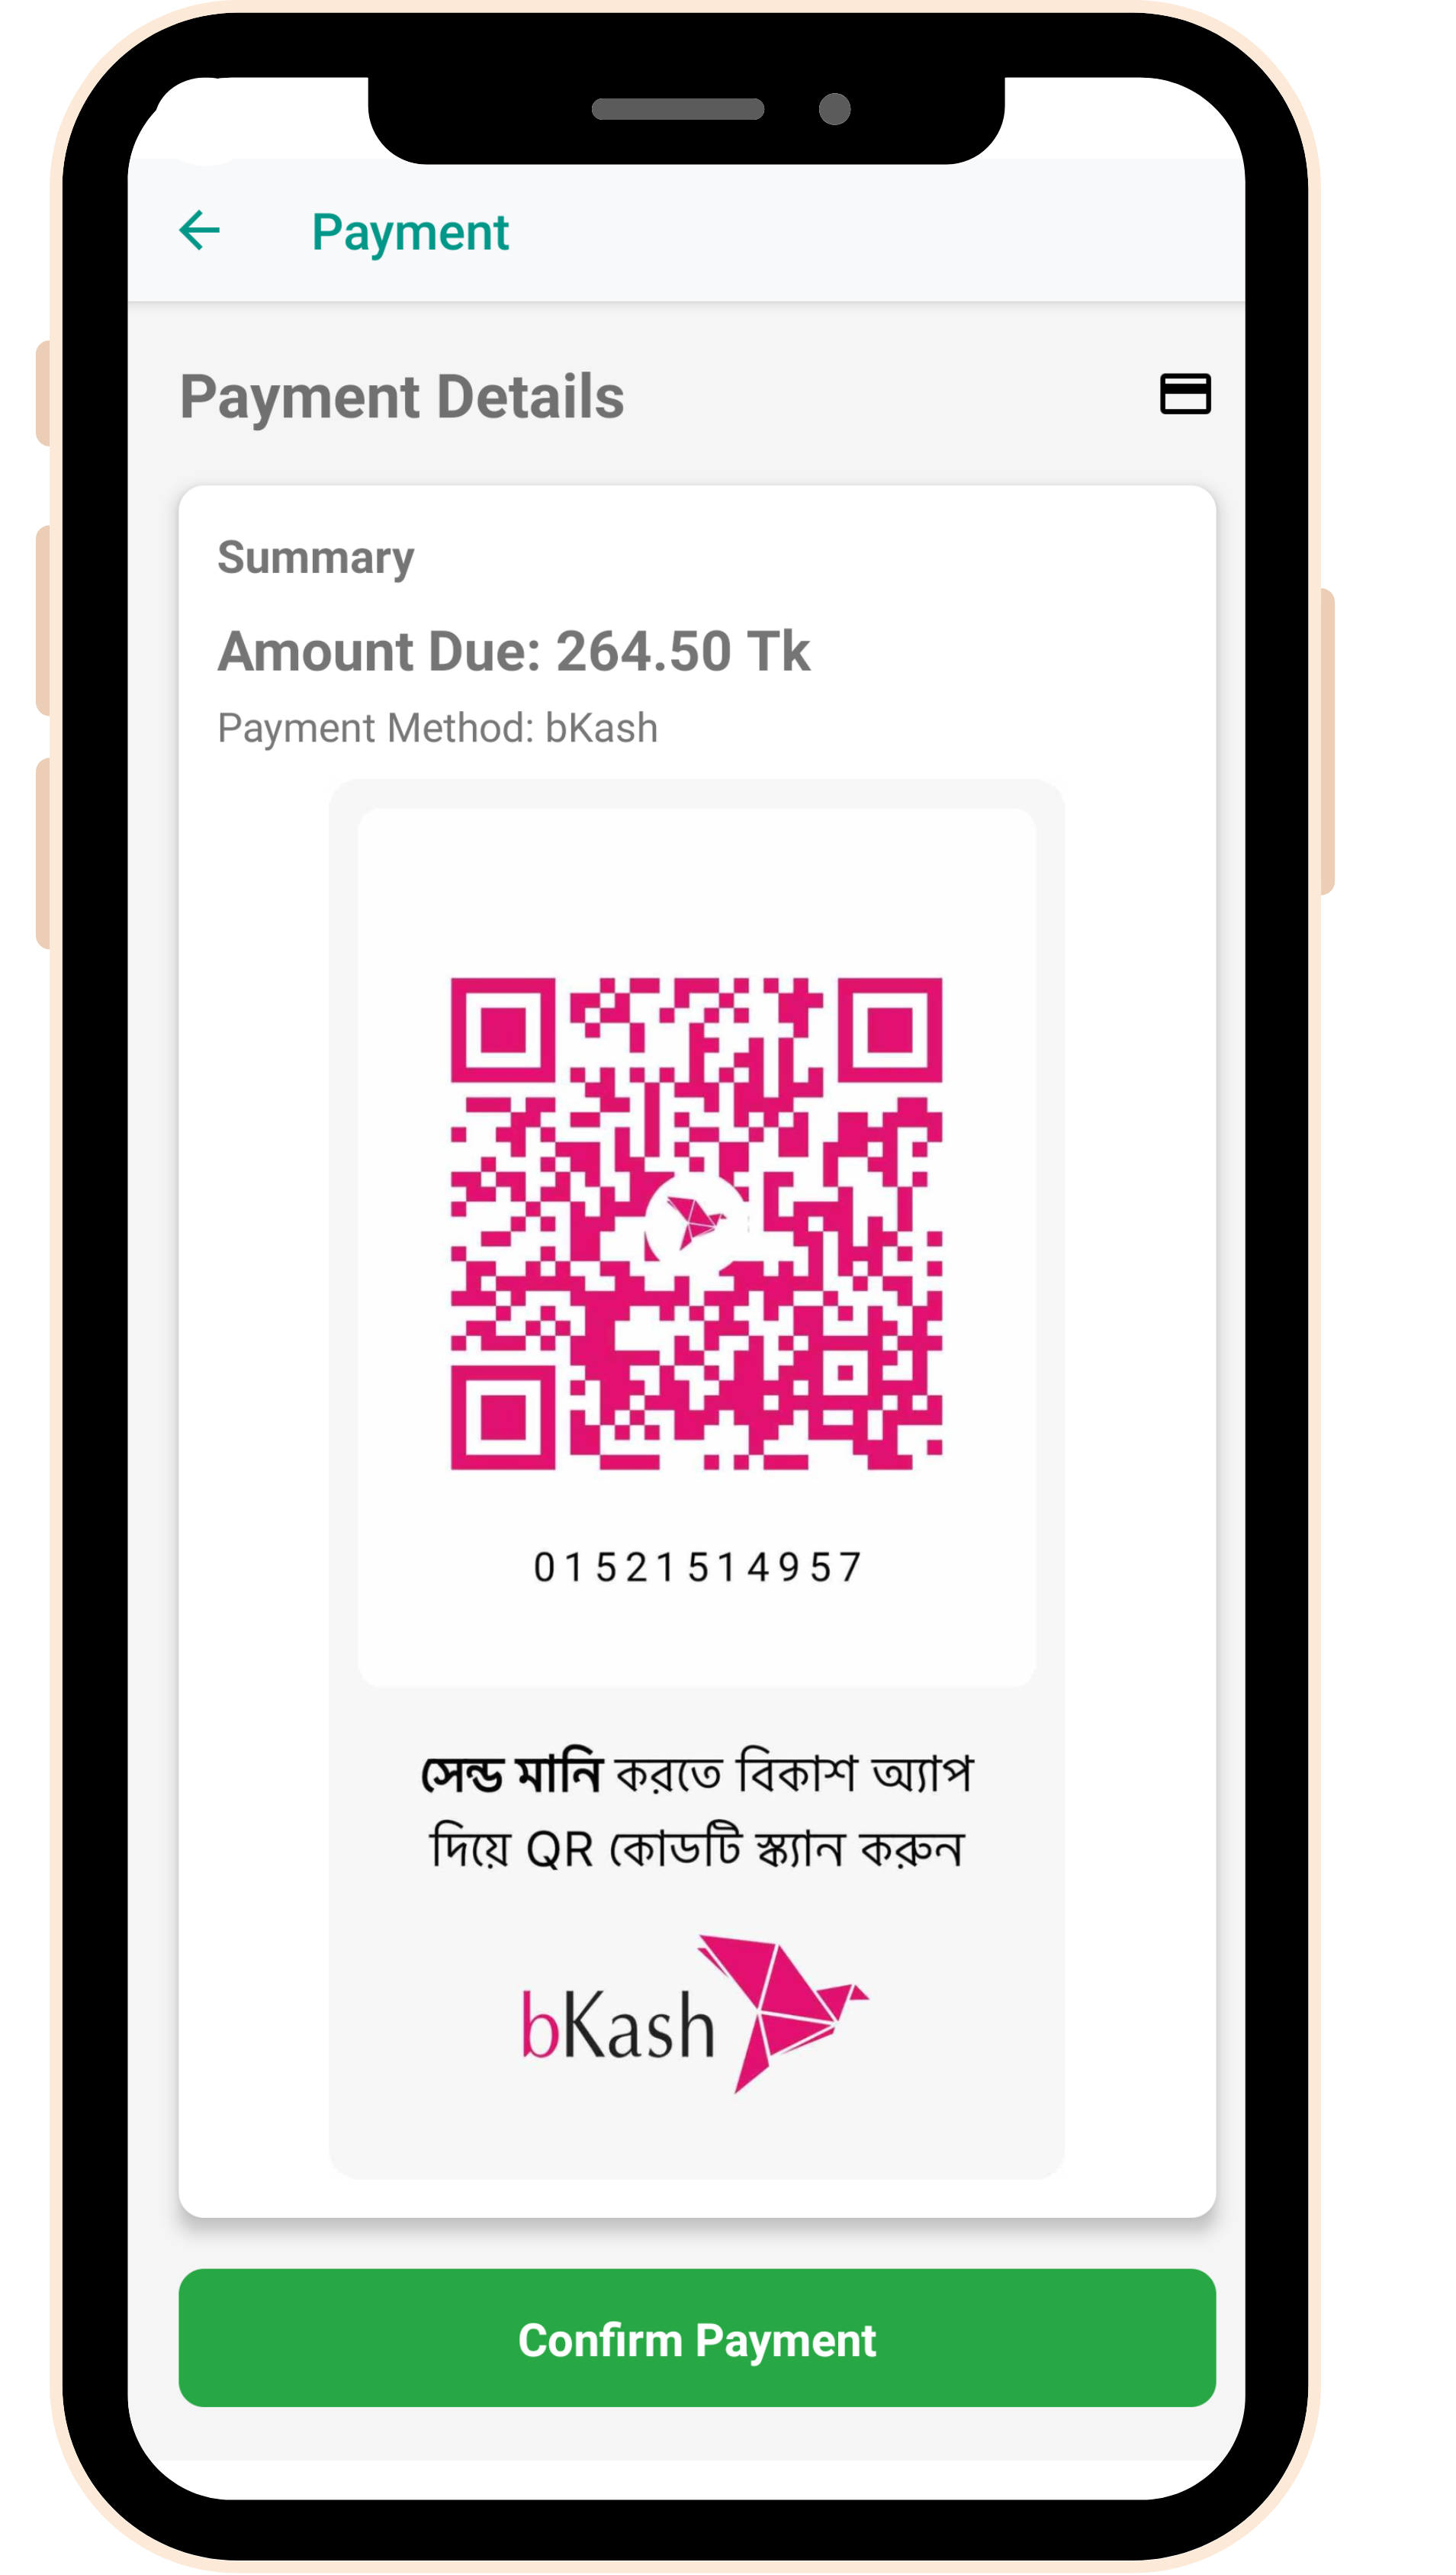 Payment
Payment Details
Summary
Amount Due: 264.50 Tk
Payment Method: bKash
01521514957
সেন্ড মানি করতে বিকাশ অ্যাপ
দিয়ে QR কোডটি স্ক্যান করুন
bKash
Confirm Payment